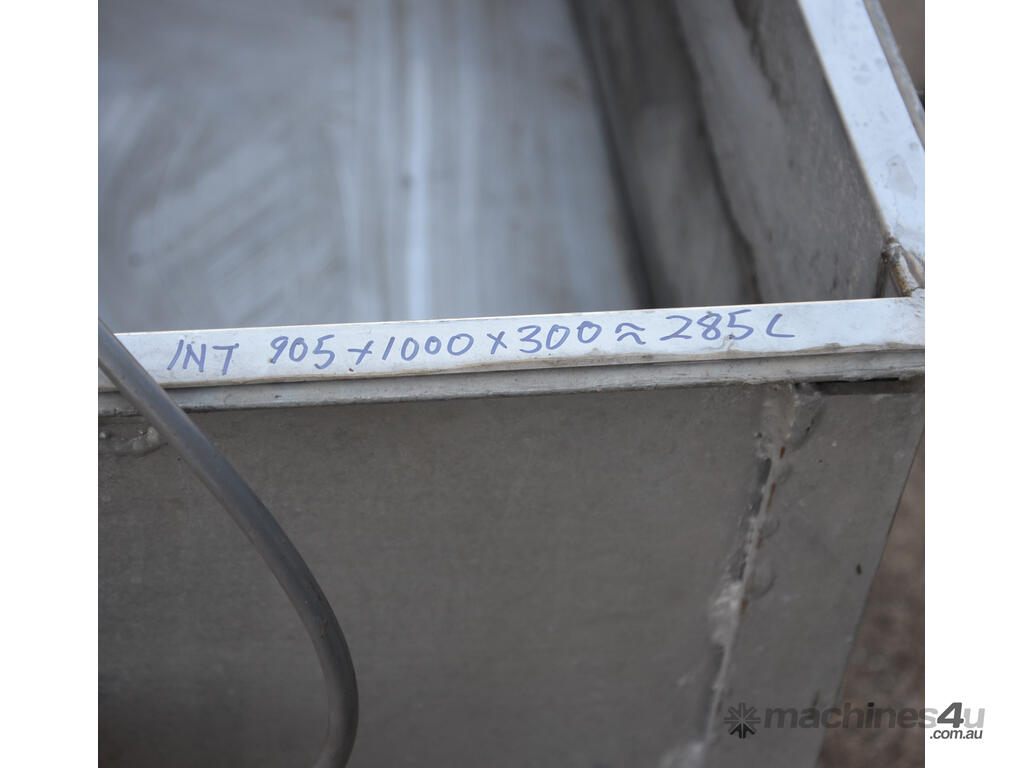 INT 905 x 1000 x 300 ≈ 285L
machines4u
.com.au